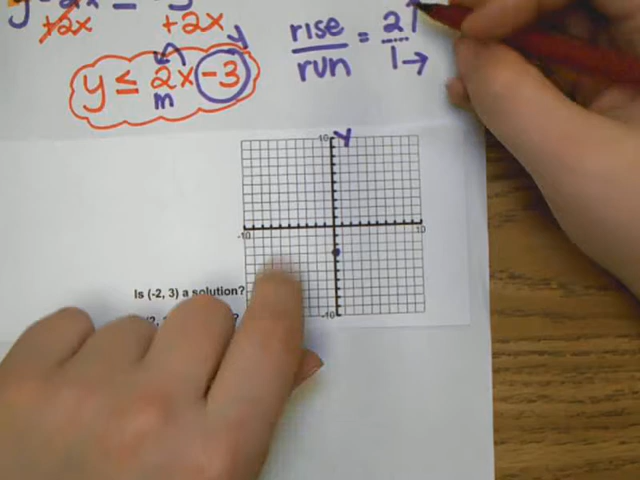 +2x +2x
y ≤ 2x -3
m
rise/run = 2↑/1→
10 Y
-10 10
Is (-2, 3) a solution?
-10